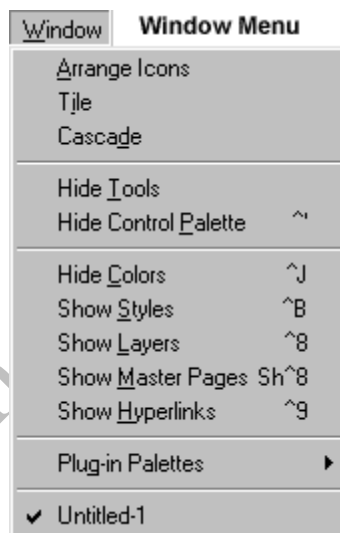 Window Window Menu
Arrange Icons
Tile
Cascade
Hide Tools
Hide Control Palette ^'
Hide Colors ^J
Show Styles ^B
Show Layers ^8
Show Master Pages Sh^8
Show Hyperlinks ^9
Plug-in Palettes
Untitled-1